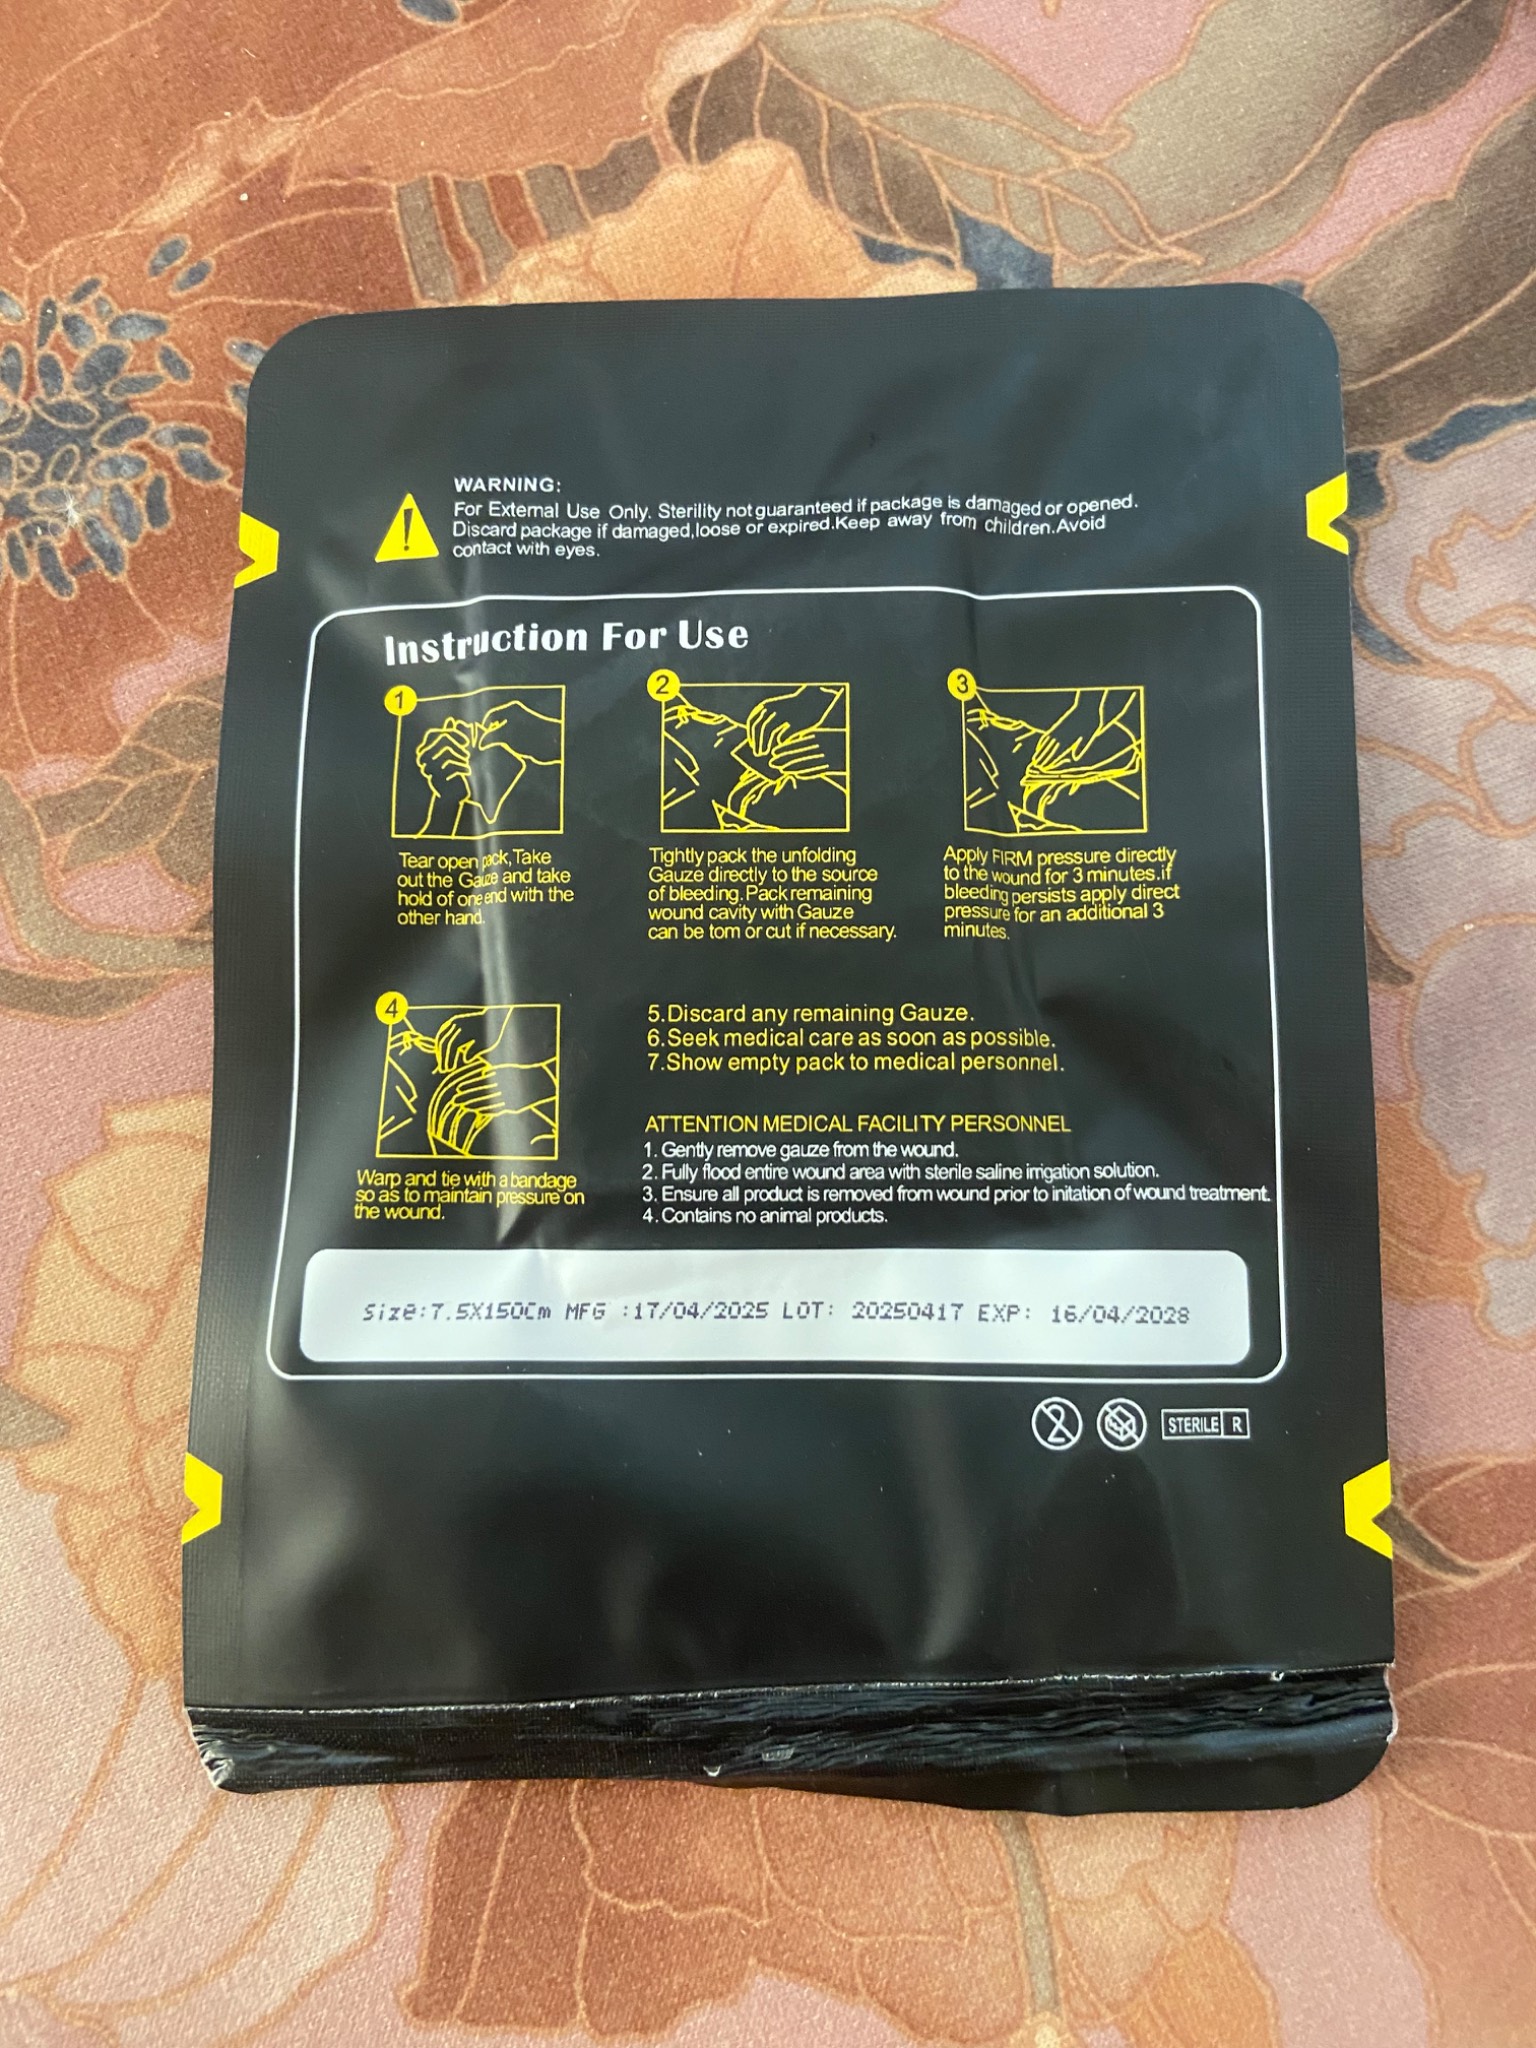 WARNING:
For External Use Only. Sterility not guaranteed if package is damaged or opened.
Discard package if damaged,loose or expired.Keep away from children.Avoid
contact with eyes.
Instruction For Use
1
2
3
Tear open pack,Take
out the Gauze and take
hold of one end with the
other hand.
Tightly pack the unfolding
Gauze directly to the source
of bleeding. Pack remaining
wound cavity with Gauze
can be torn or cut if necessary.
Apply FIRM pressure directly
to the wound for 3 minutes.if
bleeding persists apply direct
pressure for an additional 3
minutes.
4
Warp and tie with a bandage
so as to maintain pressure on
the wound.
5.Discard any remaining Gauze.
6.Seek medical care as soon as possible.
7.Show empty pack to medical personnel.
ATTENTION MEDICAL FACILITY PERSONNEL
1. Gently remove gauze from the wound.
2. Fully flood entire wound area with sterile saline irrigation solution.
3. Ensure all product is removed from wound prior to initation of wound treatment.
4. Contains no animal products.
Size:7.5X150Cm MFG :17/04/2025 LOT: 20250417 EXP: 16/04/2028
2
STERILE R